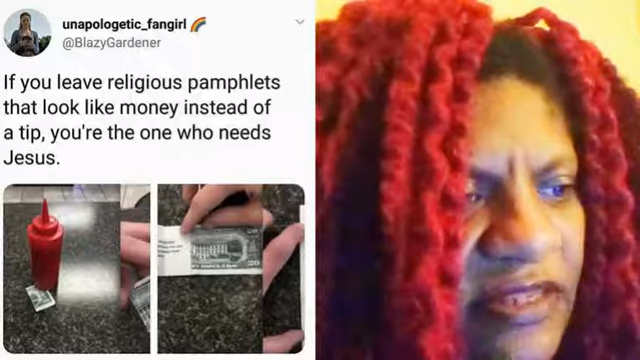 unapologetic_fangirl 🌈
@BlazyGardener
If you leave religious pamphlets
that look like money instead of
a tip, you're the one who needs
Jesus.
20
20